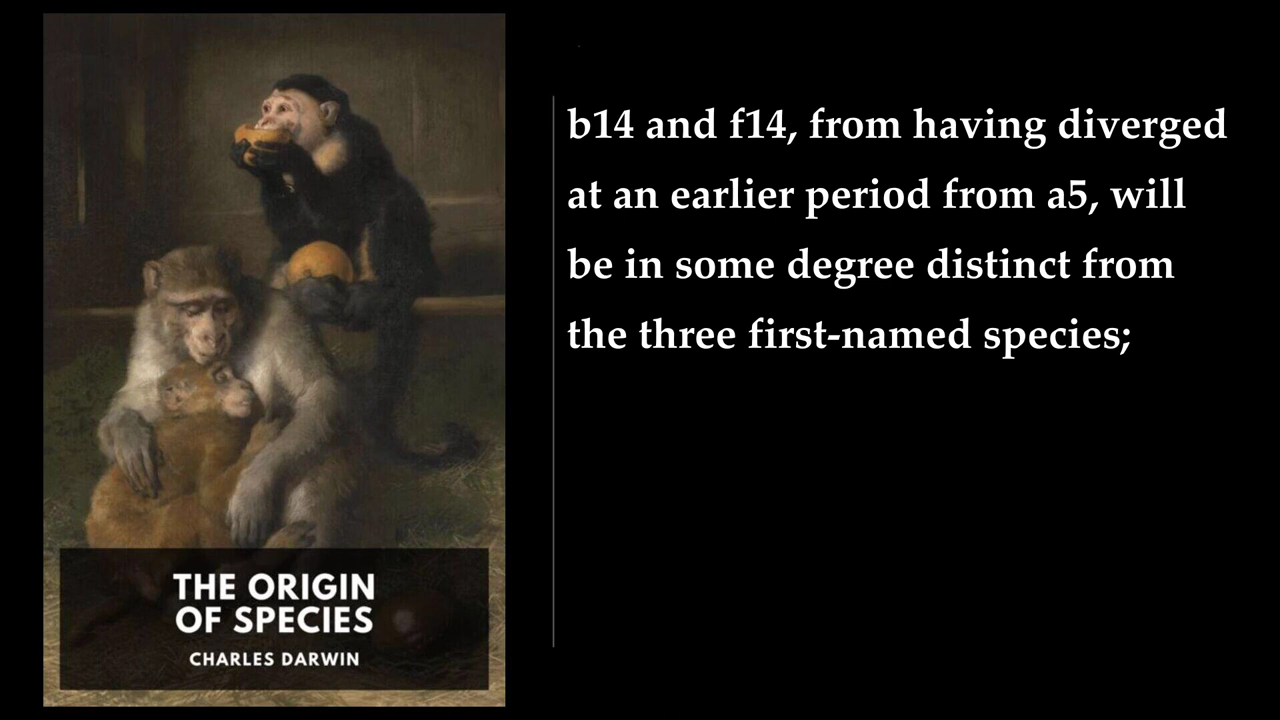 b14 and f14, from having diverged
at an earlier period from a5, will
be in some degree distinct from
the three first-named species;
THE ORIGIN
OF SPECIES
CHARLES DARWIN